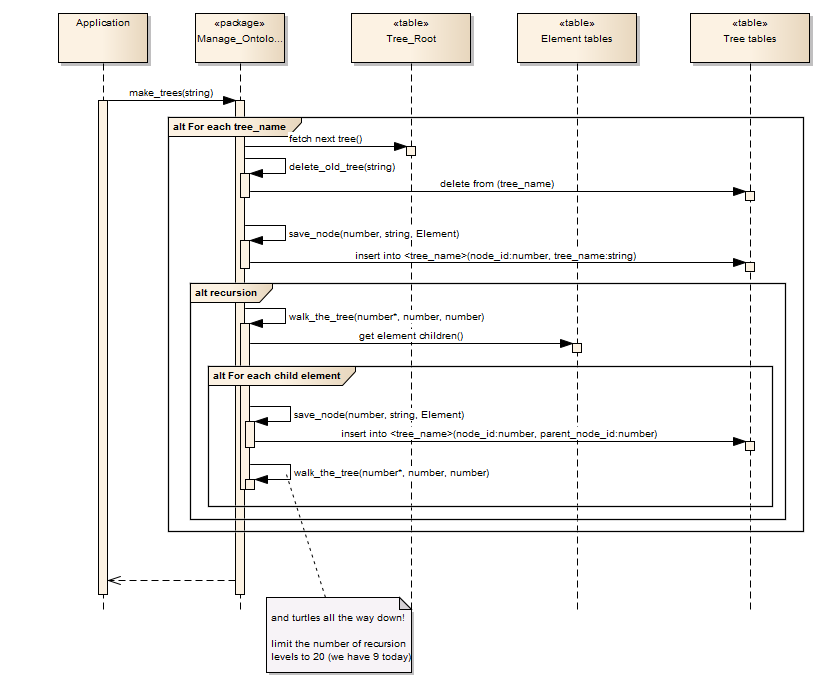 Application
«package»
Manage_Ontolo...
«table»
Tree_Root
«table»
Element tables
«table»
Tree tables
make_trees(string)
alt For each tree_name
fetch next tree()
delete_old_tree(string)
delete from (tree_name)
save_node(number, string, Element)
insert into <tree_name>(node_id:number, tree_name:string)
alt recursion
walk_the_tree(number*, number, number)
get element children()
alt For each child element
save_node(number, string, Element)
insert into <tree_name>(node_id:number, parent_node_id:number)
walk_the_tree(number*, number, number)
and turtles all the way down!
limit the number of recursion
levels to 20 (we have 9 today)